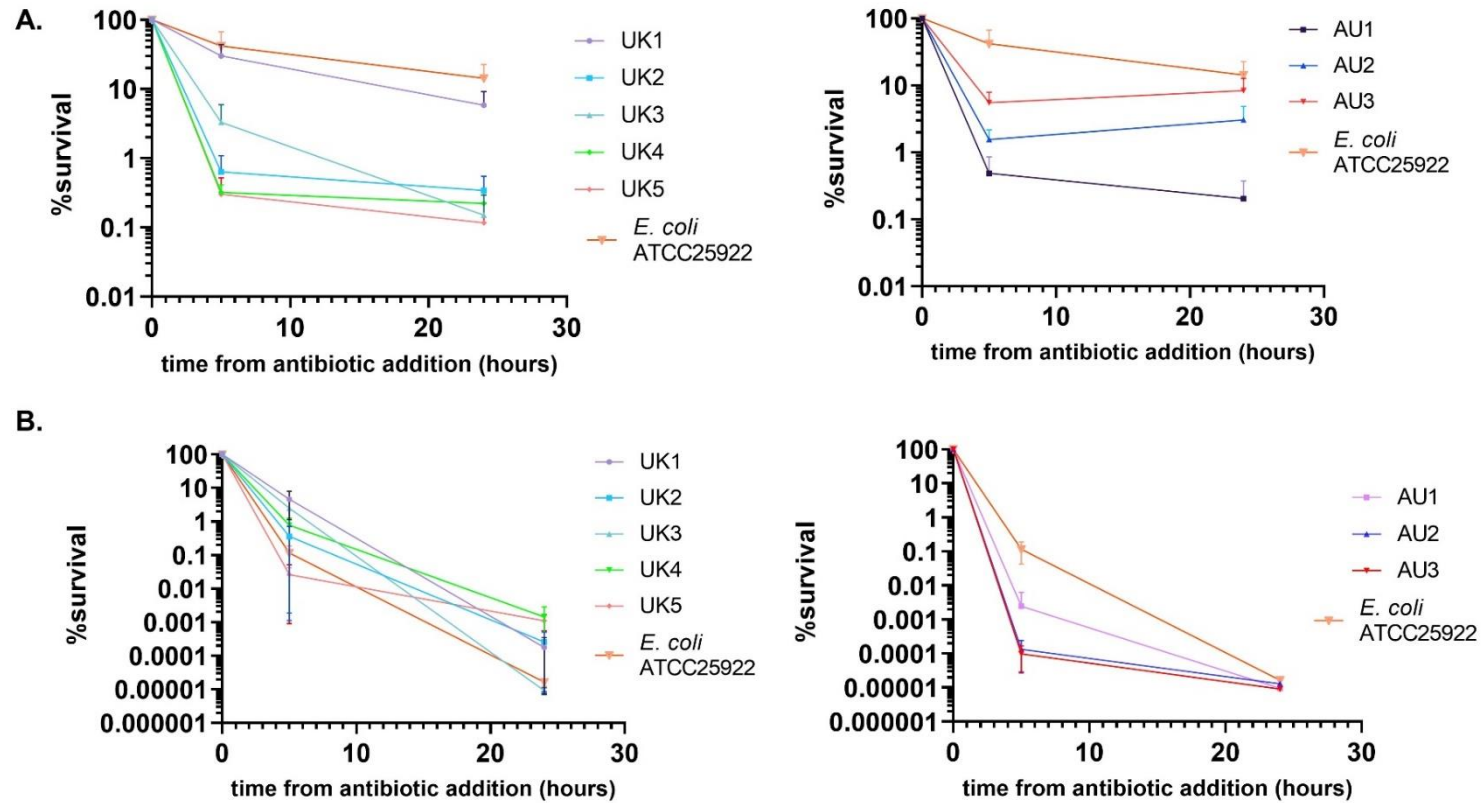 A.
%survival
100
10
1
0.1
0.01
0
10
20
30
time from antibiotic addition (hours)
UK1
UK2
UK3
UK4
UK5
E. coli
ATCC25922
%survival
100
10
1
0.1
0.01
0
10
20
30
time from antibiotic addition (hours)
AU1
AU2
AU3
E. coli
ATCC25922
B.
%survival
100
10
1
0.1
0.01
0.001
0.0001
0.00001
0.000001
0
10
20
30
time from antibiotic addition (hours)
UK1
UK2
UK3
UK4
UK5
E. coli
ATCC25922
%survival
100
10
1
0.1
0.01
0.001
0.0001
0.00001
0.000001
0
10
20
30
time from antibiotic addition (hours)
AU1
AU2
AU3
E. coli
ATCC25922